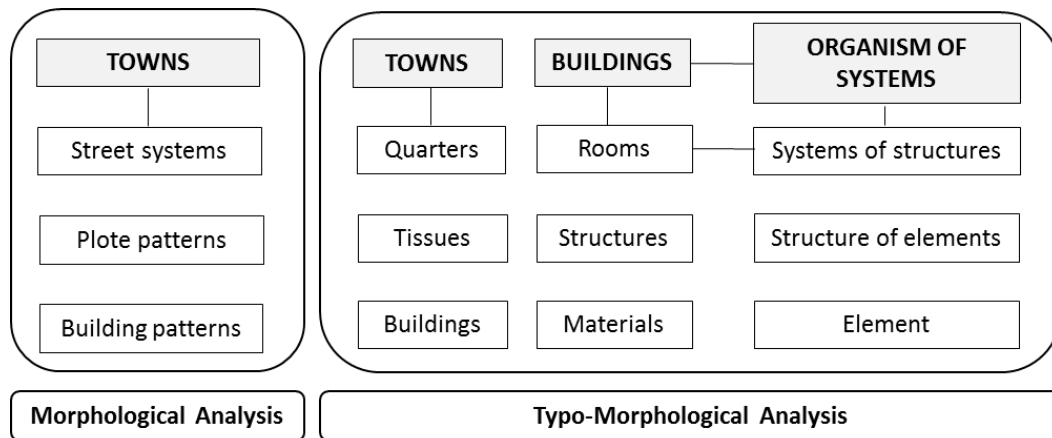 TOWNS
Street systems
Plote patterns
Building patterns
Morphological Analysis
TOWNS
BUILDINGS
ORGANISM OF
SYSTEMS
Quarters
Rooms
Systems of structures
Tissues
Structures
Structure of elements
Buildings
Materials
Element
Typo-Morphological Analysis